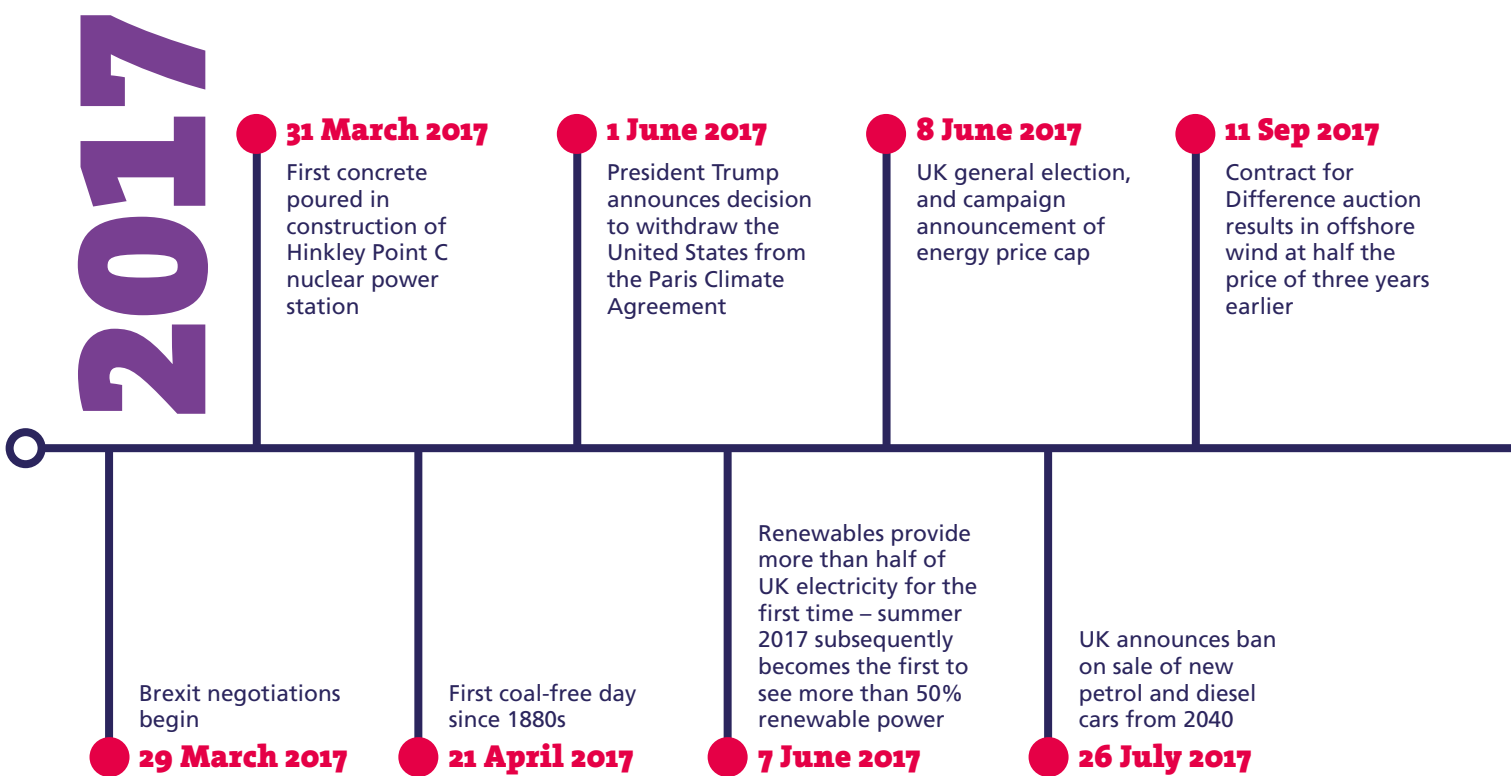 2017
31 March 2017
First concrete
poured in
construction of
Hinkley Point C
nuclear power
station
1 June 2017
President Trump
announces decision
to withdraw the
United States from
the Paris Climate
Agreement
8 June 2017
UK general election,
and campaign
announcement of
energy price cap
11 Sep 2017
Contract for
Difference auction
results in offshore
wind at half the
price of three years
earlier
Brexit negotiations
begin
29 March 2017
First coal-free day
since 1880s
21 April 2017
Renewables provide
more than half of
UK electricity for the
first time – summer
2017 subsequently
becomes the first to
see more than 50%
renewable power
7 June 2017
UK announces ban
on sale of new
petrol and diesel
cars from 2040
26 July 2017